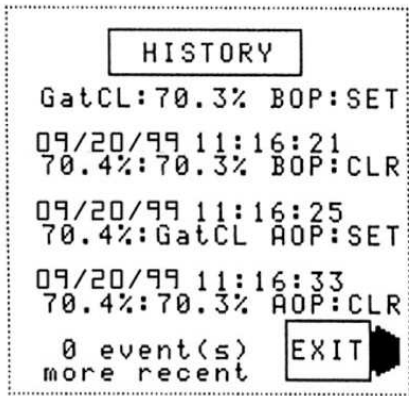 HISTORY
GatCL:70.3% BOP:SET
09/20/99 11:16:21
70.4%:70.3% BOP:CLR
09/20/99 11:16:25
70.4%:GatCL AOP:SET
09/20/99 11:16:33
70.4%:70.3% AOP:CLR
0 event(s)
more recent
EXIT